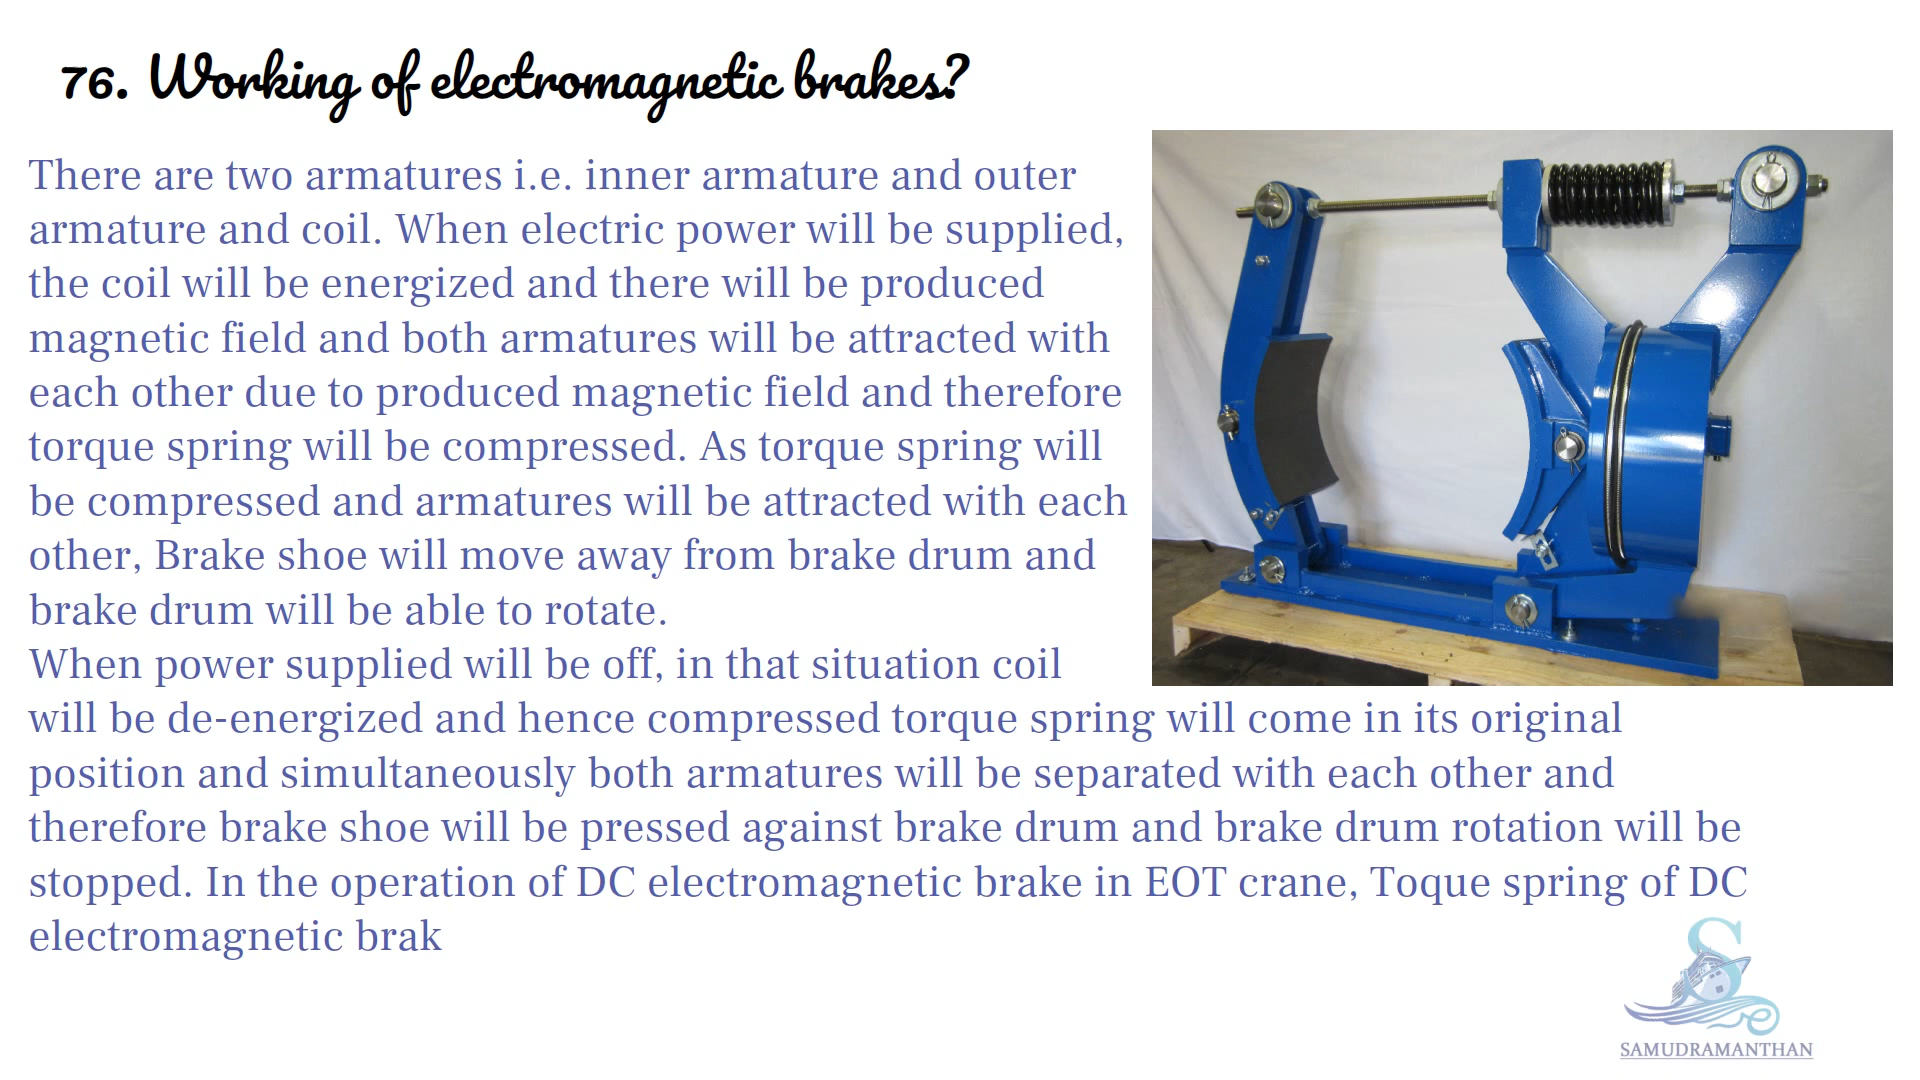 76. Working of electromagnetic brakes?
There are two armatures i.e. inner armature and outer
armature and coil. When electric power will be supplied,
the coil will be energized and there will be produced
magnetic field and both armatures will be attracted with
each other due to produced magnetic field and therefore
torque spring will be compressed. As torque spring will
be compressed and armatures will be attracted with each
other, Brake shoe will move away from brake drum and
brake drum will be able to rotate.
When power supplied will be off, in that situation coil
will be de-energized and hence compressed torque spring will come in its original
position and simultaneously both armatures will be separated with each other and
therefore brake shoe will be pressed against brake drum and brake drum rotation will be
stopped. In the operation of DC electromagnetic brake in EOT crane, Toque spring of DC
electromagnetic brak
S
SAMUDRAMANTHAN